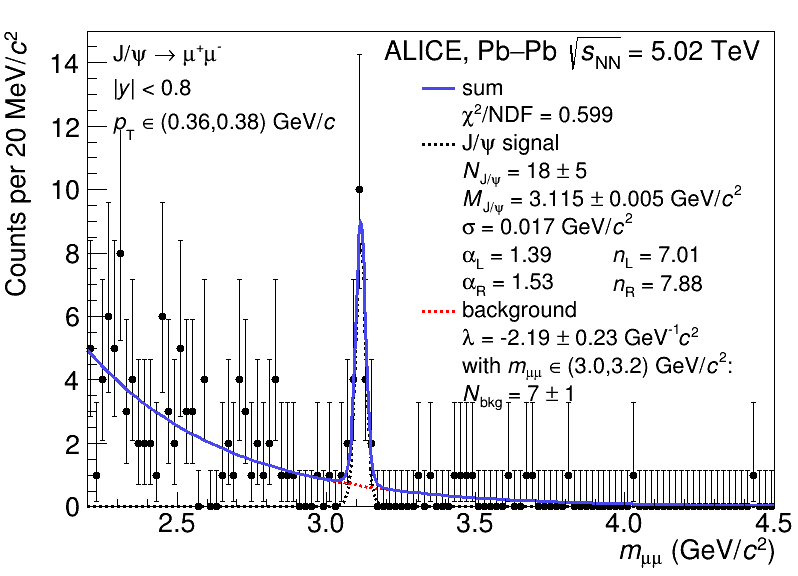 Counts per 20 MeV/c²
14
12
10
8
6
4
2
0
J/ψ → μ⁺μ⁻
|y| < 0.8
p_T ∈ (0.36,0.38) GeV/c
ALICE, Pb–Pb √s_NN = 5.02 TeV
sum
χ²/NDF = 0.599
J/ψ signal
N_J/ψ = 18 ± 5
M_J/ψ = 3.115 ± 0.005 GeV/c²
σ = 0.017 GeV/c²
α_L = 1.39 n_L = 7.01
α_R = 1.53 n_R = 7.88
background
λ = -2.19 ± 0.23 GeV⁻¹c²
with m_μμ ∈ (3.0,3.2) GeV/c²:
N_bkg = 7 ± 1
2.5 3.0 3.5 4.0 4.5
m_μμ (GeV/c²)